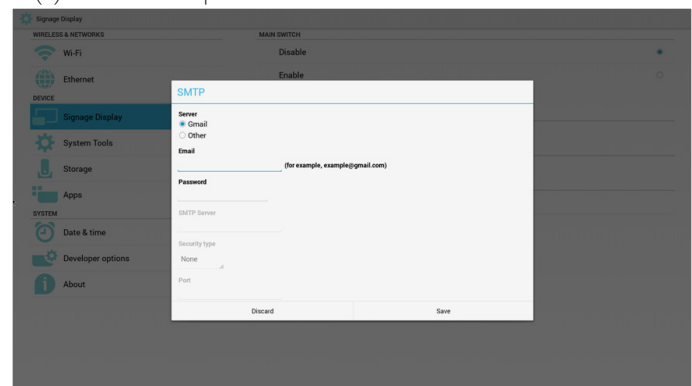 Signage Display
WIRELESS & NETWORKS
Wi-Fi
Ethernet
DEVICE
Signage Display
System Tools
Storage
Apps
SYSTEM
Date & time
Developer options
About
MAIN SWITCH
Disable
Enable
SMTP
Server
Gmail
Other
Email
(for example, example@gmail.com)
Password
SMTP Server
Security type
None
Port
Discard Save